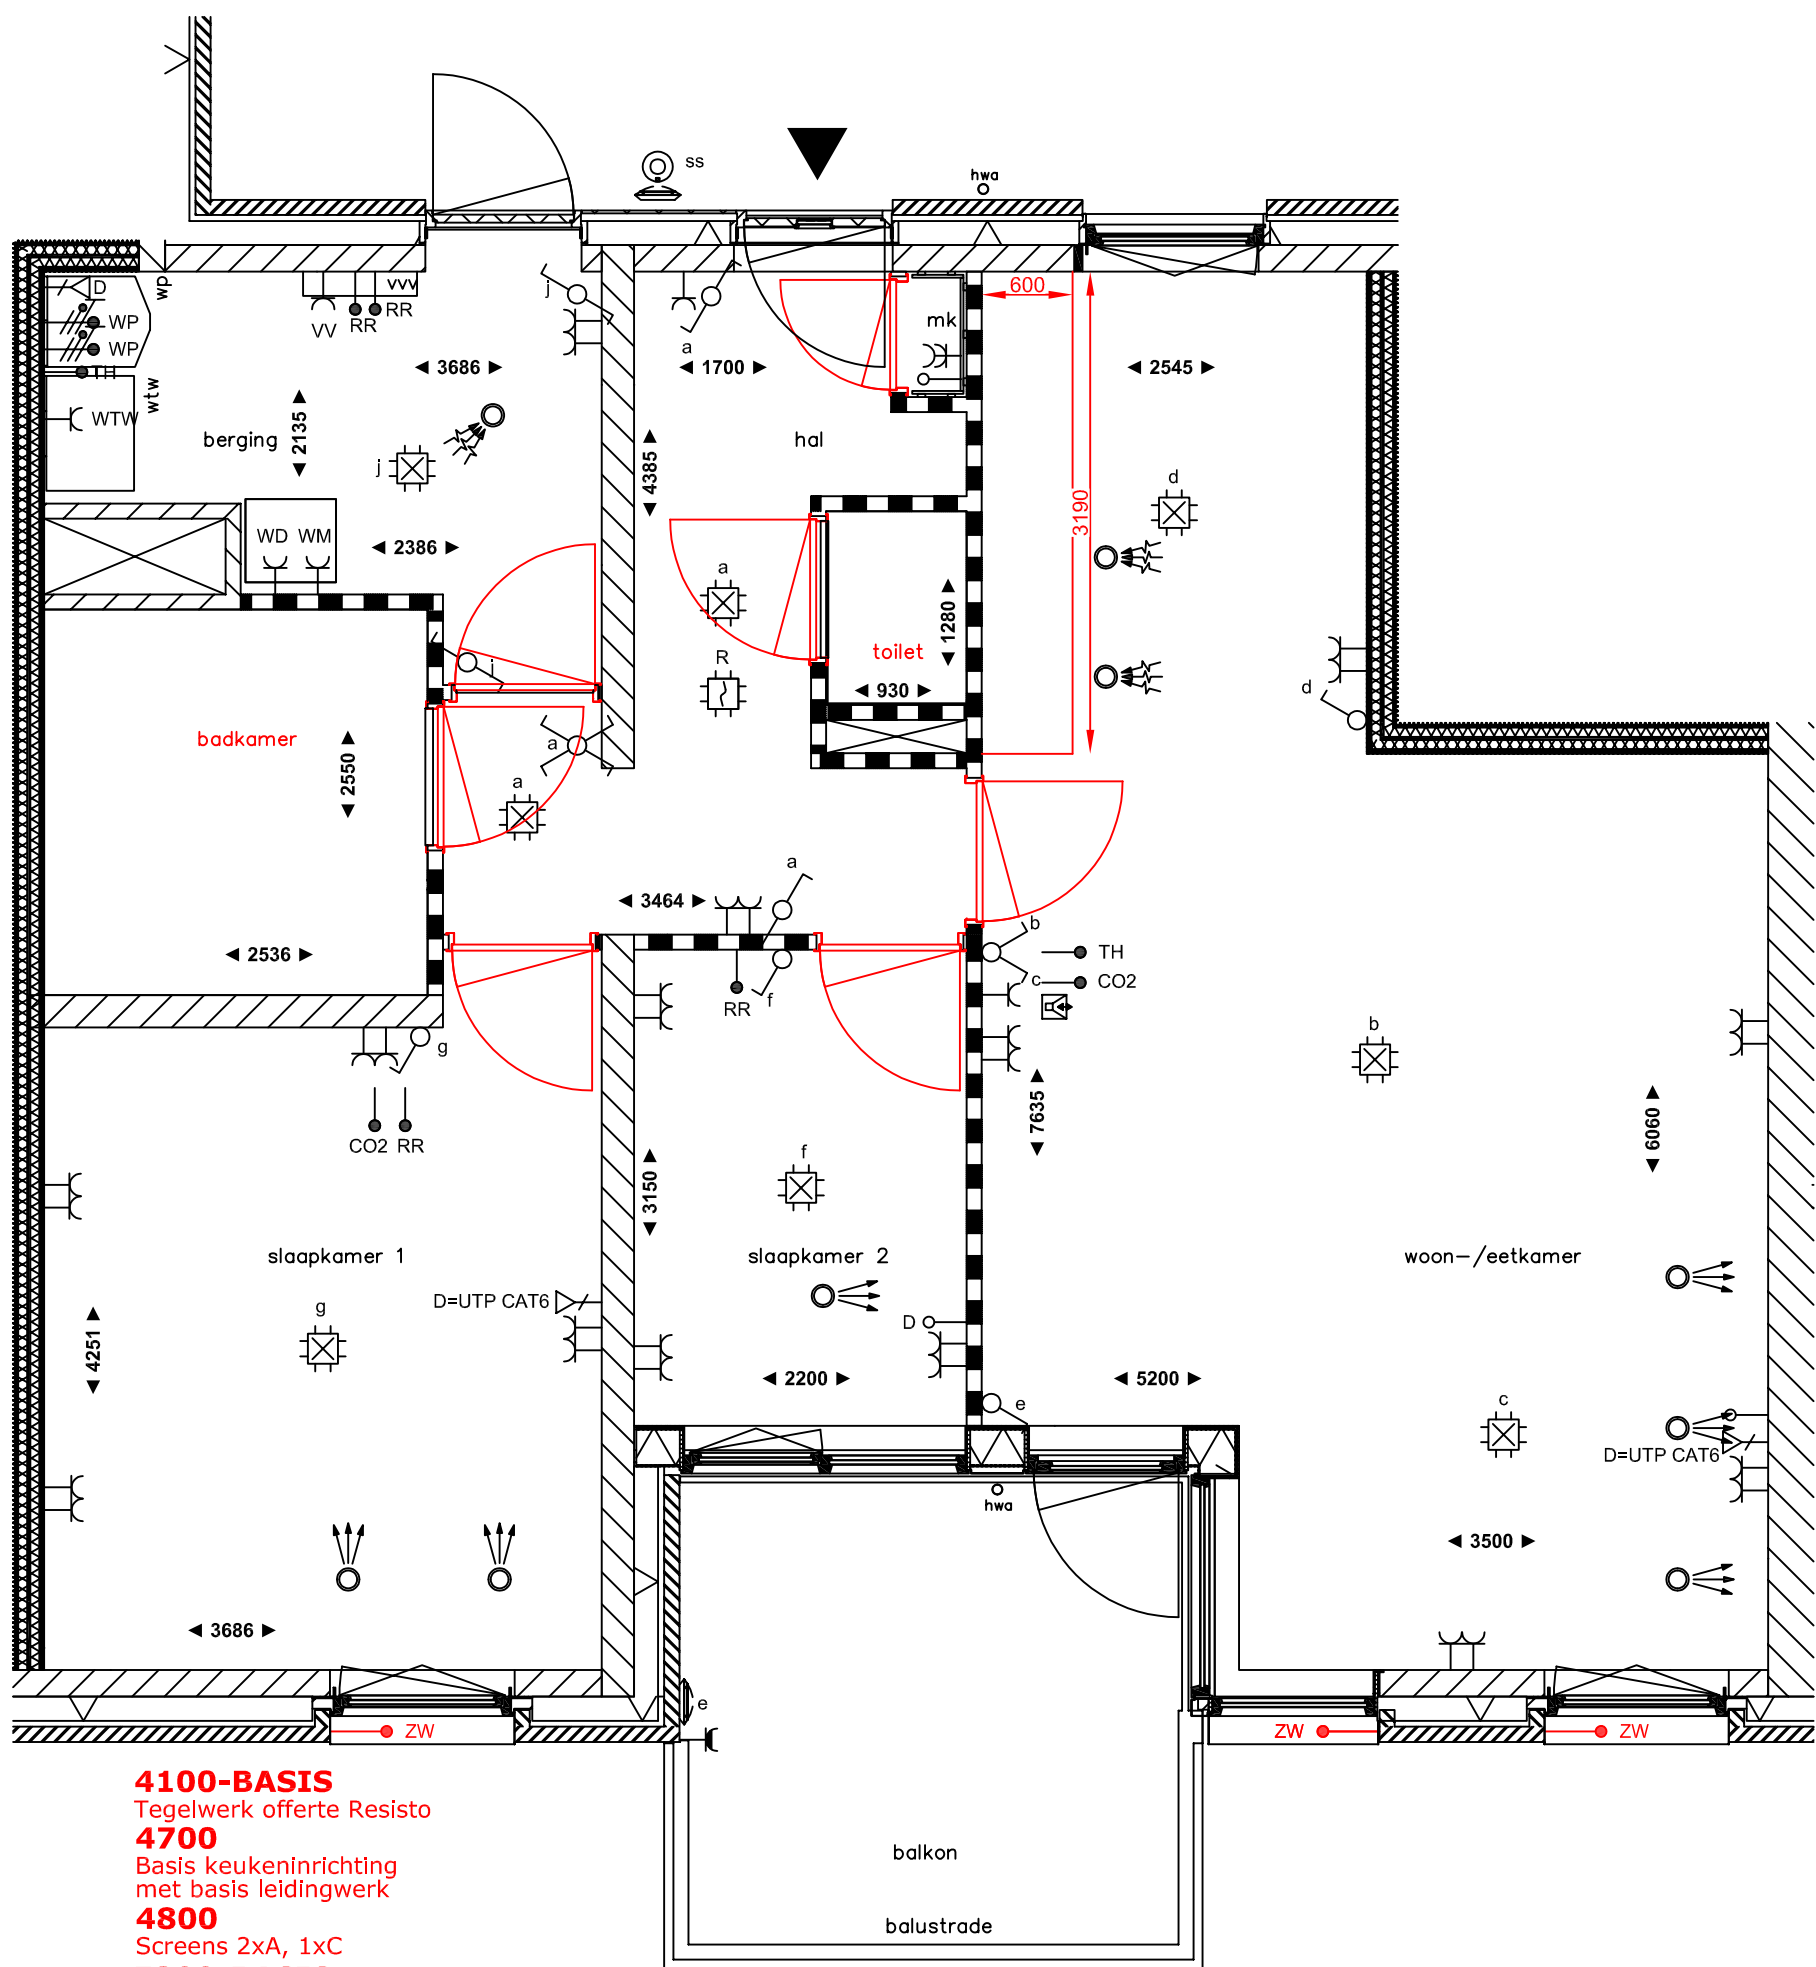 ss
hwa
D
wp
WP
WP
TH
wtw
WTW
VV
RR
RR
vvv
j
a
mk
600
3686
1700
2545
2135
berging
j
4385
hal
d
3190
WD
WM
2386
a
1280
toilet
R
930
j
d
badkamer
2550
a
a
3464
a
2536
b
TH
c
CO2
RR
f
g
b
CO2
RR
7635
6060
f
3150
slaapkamer 1
slaapkamer 2
woon-/eetkamer
g
D=UTP CAT6
D
4251
2200
5200
e
c
D=UTP CAT6
hwa
3500
3686
e
ZW
ZW
ZW
4100-BASIS
Tegelwerk offerte Resisto
4700
Basis keukeninrichting
met basis leidingwerk
4800
Screens 2xA, 1xC
balkon
balustrade